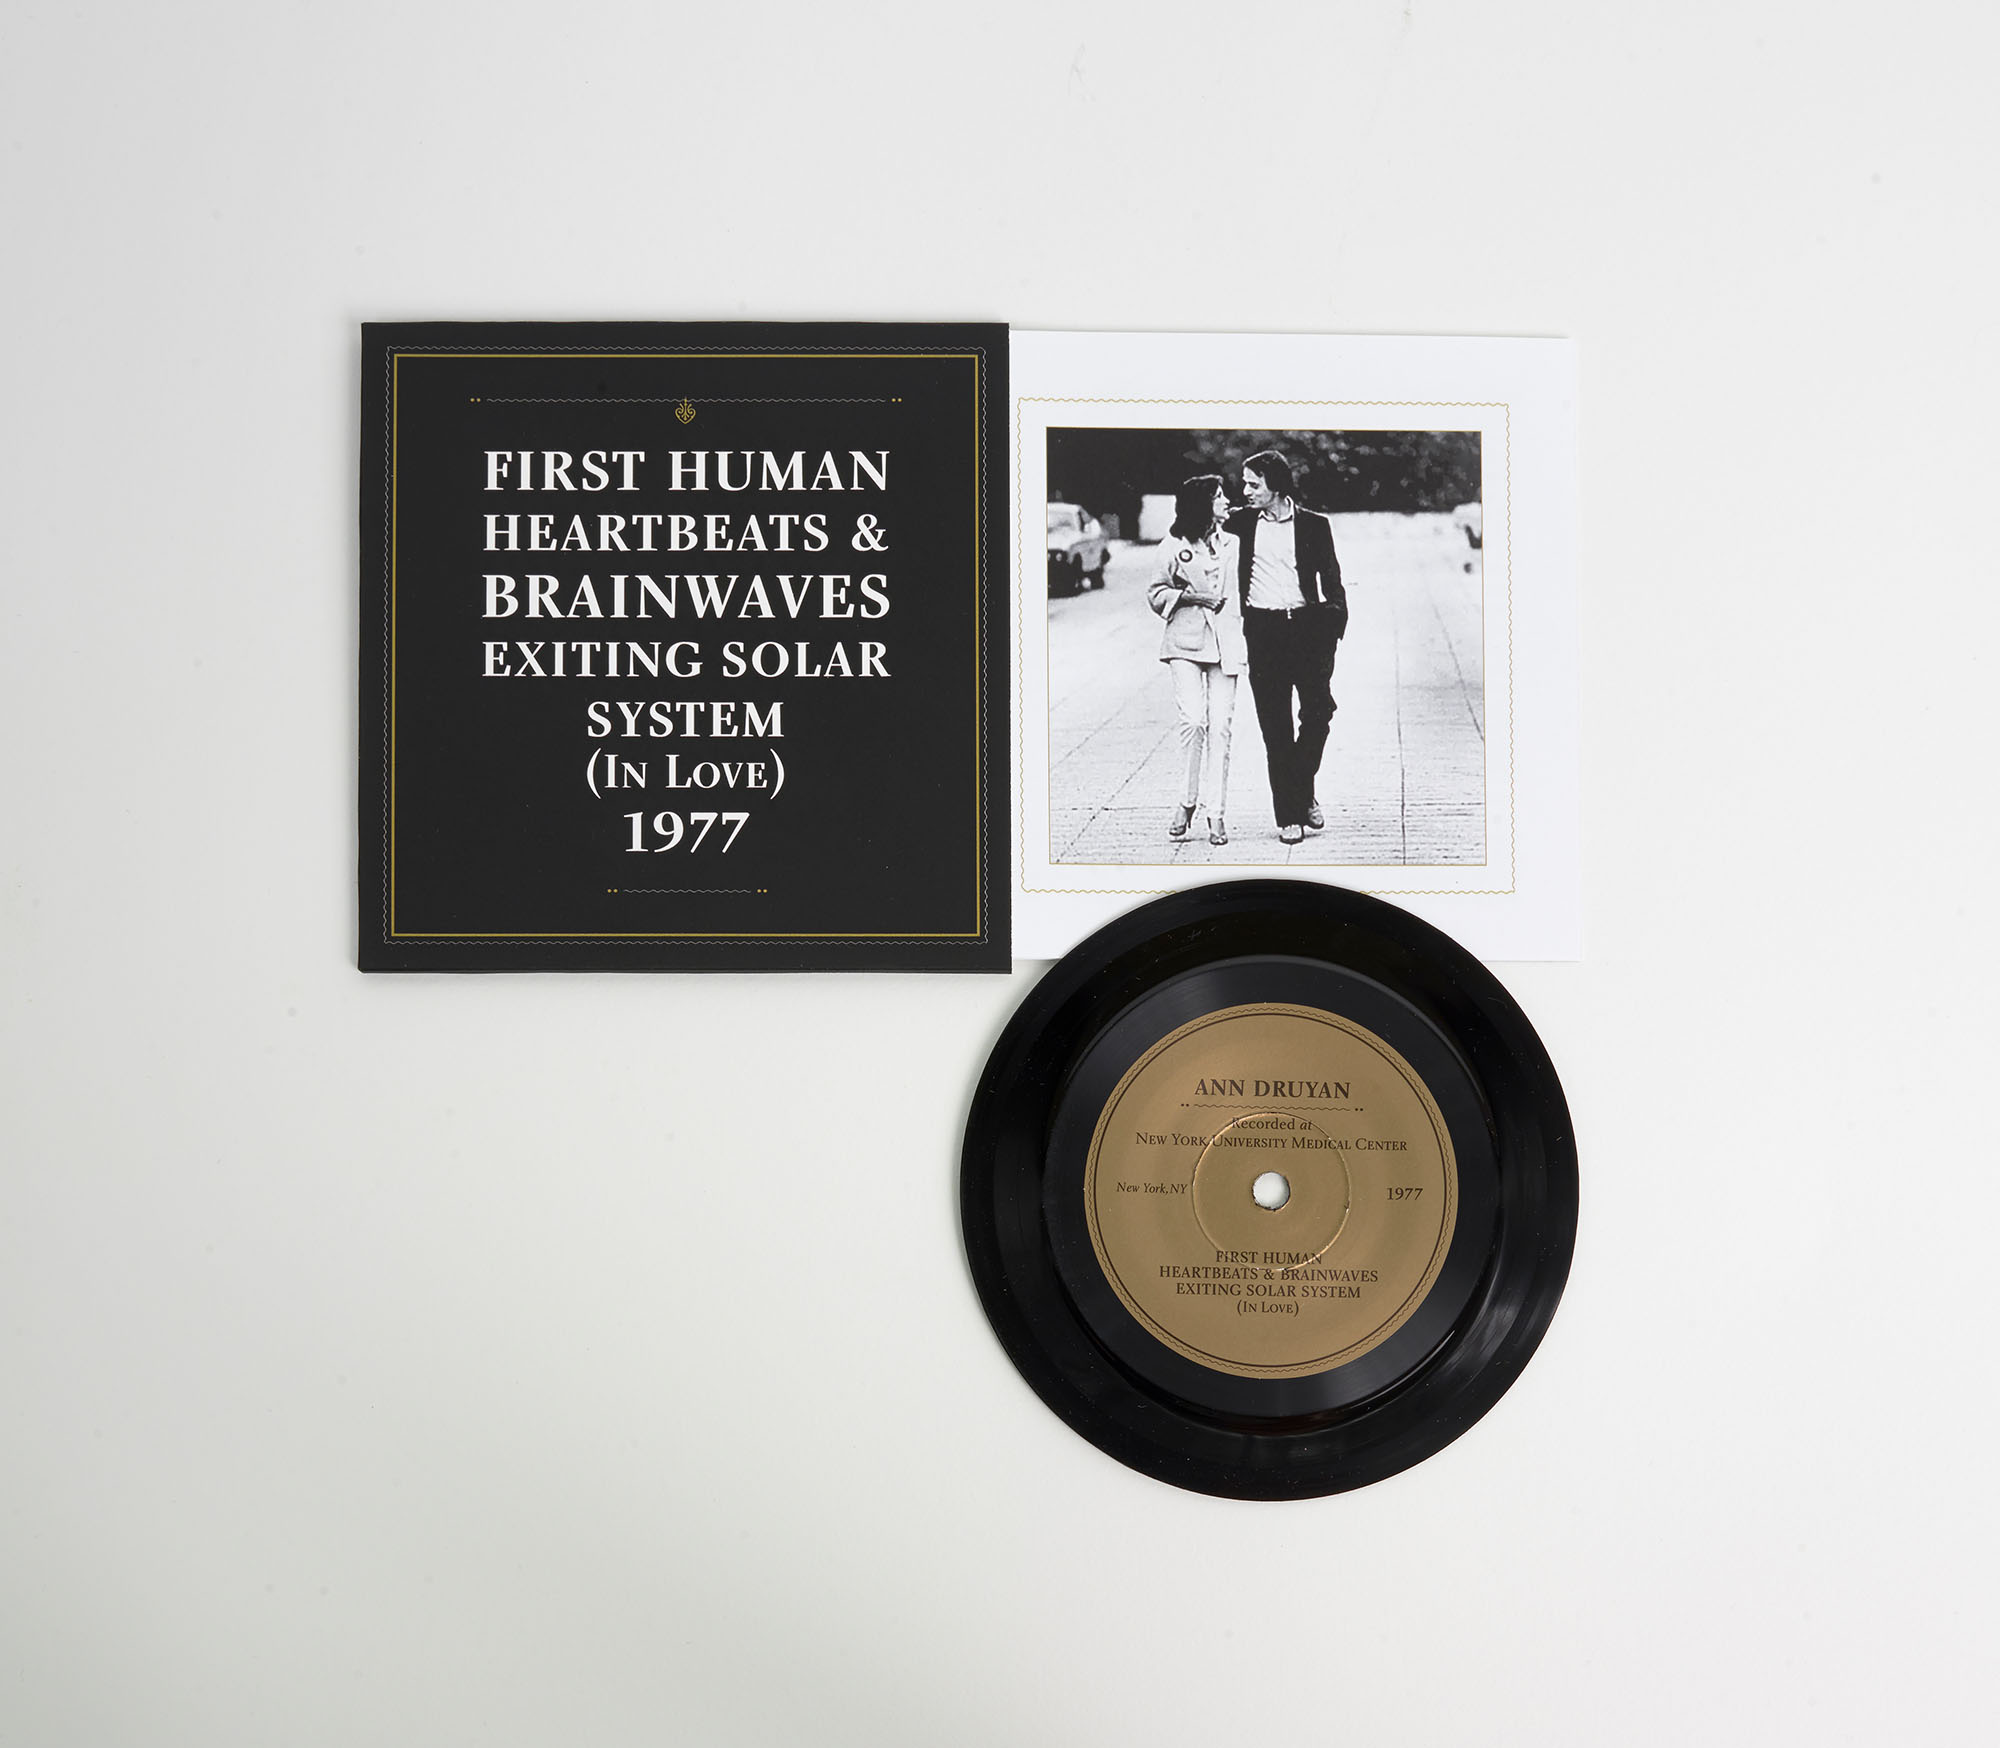 FIRST HUMAN
HEARTBEATS &
BRAINWAVES
EXITING SOLAR
SYSTEM
(IN LOVE)
1977
ANN DRUYAN
Recorded at
NEW YORK UNIVERSITY MEDICAL CENTER
New York, NY
1977
FIRST HUMAN
HEARTBEATS & BRAINWAVES
EXITING SOLAR SYSTEM
(IN LOVE)